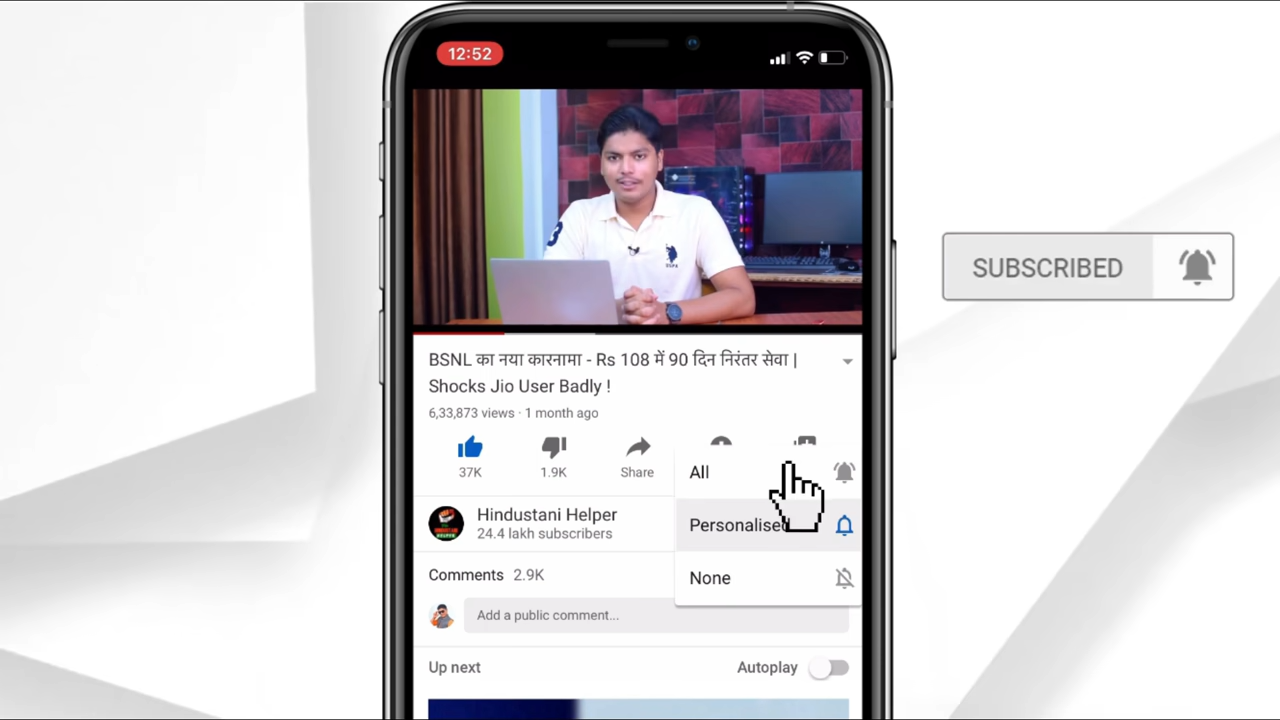 12:52
BSNL का नया कारनामा - Rs 108 में 90 दिन निरंतर सेवा |
Shocks Jio User Badly !
6,33,873 views · 1 month ago
37K
1.9K
Share
All
Personalised
None
Hindustani Helper
24.4 lakh subscribers
Comments 2.9K
Add a public comment...
Up next
Autoplay
SUBSCRIBED